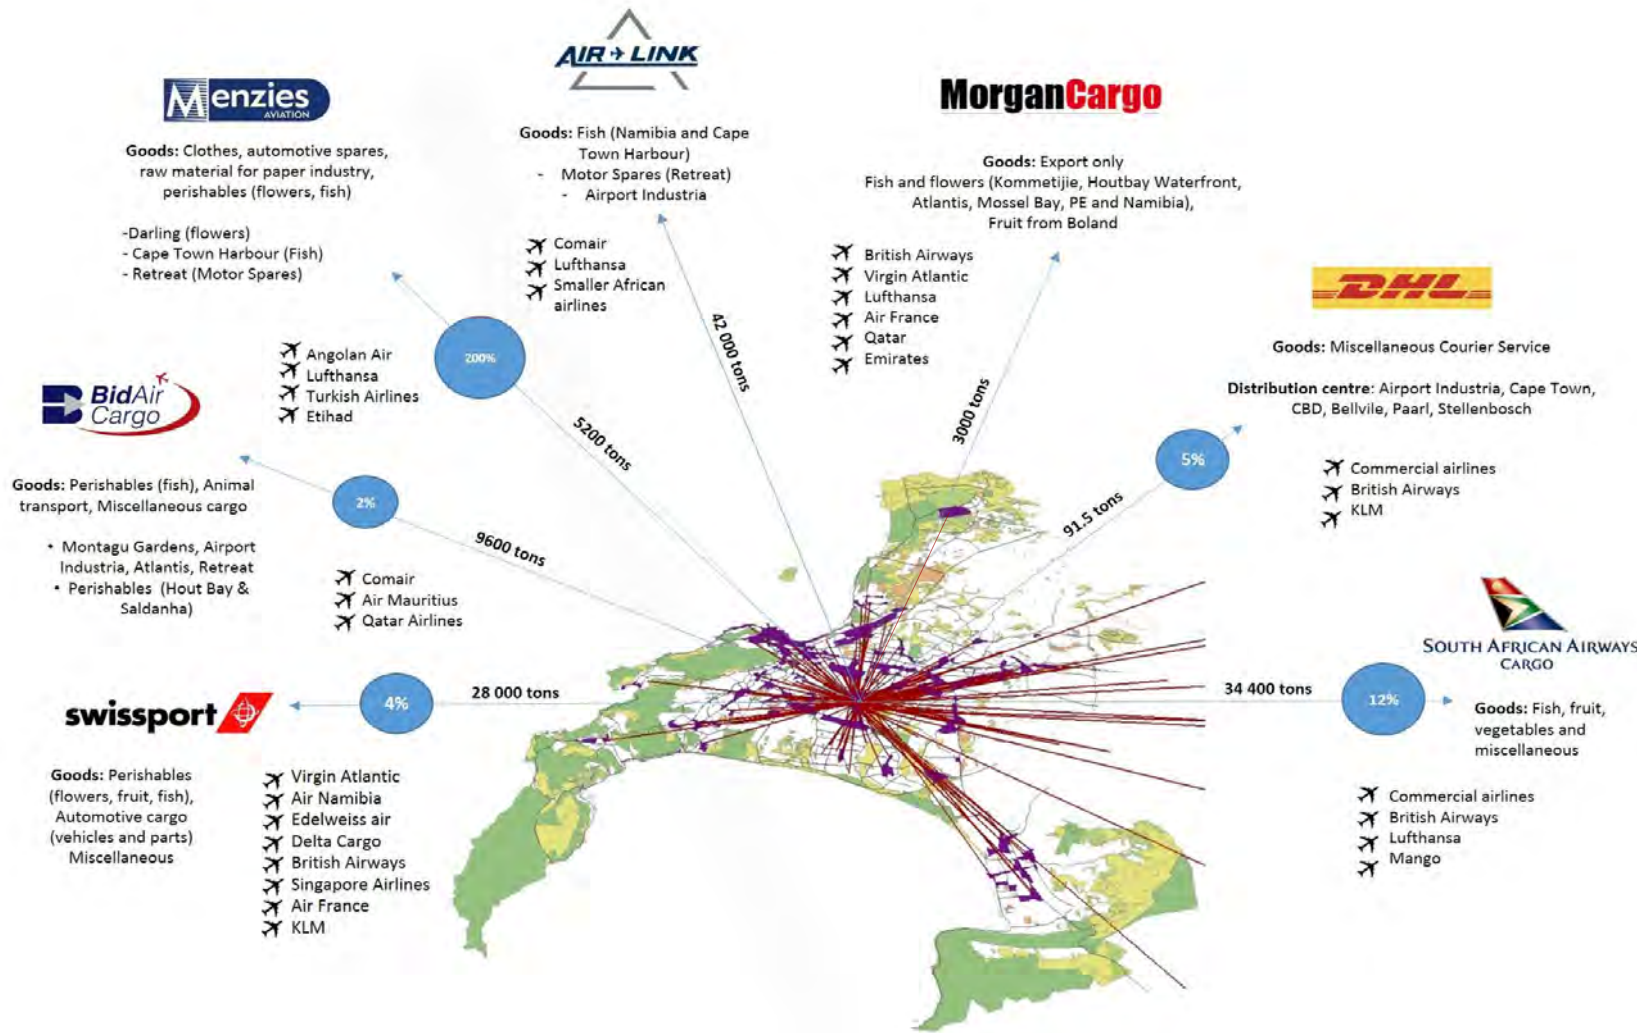 AIR LINK
Goods: Fish (Namibia and Cape
Town Harbour)
- Motor Spares (Retreat)
- Airport Industria
Comair
Lufthansa
Smaller African
airlines
42 000 tons
Menzies
AVIATION
Goods: Clothes, automotive spares,
raw material for paper industry,
perishables (flowers, fish)
-Darling (flowers)
- Cape Town Harbour (Fish)
- Retreat (Motor Spares)
Angolan Air
Lufthansa
Turkish Airlines
Etihad
200%
5200 tons
MorganCargo
Goods: Export only
Fish and flowers (Kommetijie, Houtbay Waterfront,
Atlantis, Mossel Bay, PE and Namibia),
Fruit from Boland
British Airways
Virgin Atlantic
Lufthansa
Air France
Qatar
Emirates
3000 tons
DHL
Goods: Miscellaneous Courier Service
Distribution centre: Airport Industria, Cape Town,
CBD, Bellvile, Paarl, Stellenbosch
Commercial airlines
British Airways
KLM
5%
91.5 tons
BidAir
Cargo
Goods: Perishables (fish), Animal
transport, Miscellaneous cargo
• Montagu Gardens, Airport
Industria, Atlantis, Retreat
• Perishables (Hout Bay &
Saldanha)
Comair
Air Mauritius
Qatar Airlines
2%
9600 tons
swissport
Goods: Perishables
(flowers, fruit, fish),
Automotive cargo
(vehicles and parts)
Miscellaneous
Virgin Atlantic
Air Namibia
Edelweiss air
Delta Cargo
British Airways
Singapore Airlines
Air France
KLM
4%
28 000 tons
SOUTH AFRICAN AIRWAYS
CARGO
Goods: Fish, fruit,
vegetables and
miscellaneous
Commercial airlines
British Airways
Lufthansa
Mango
12%
34 400 tons